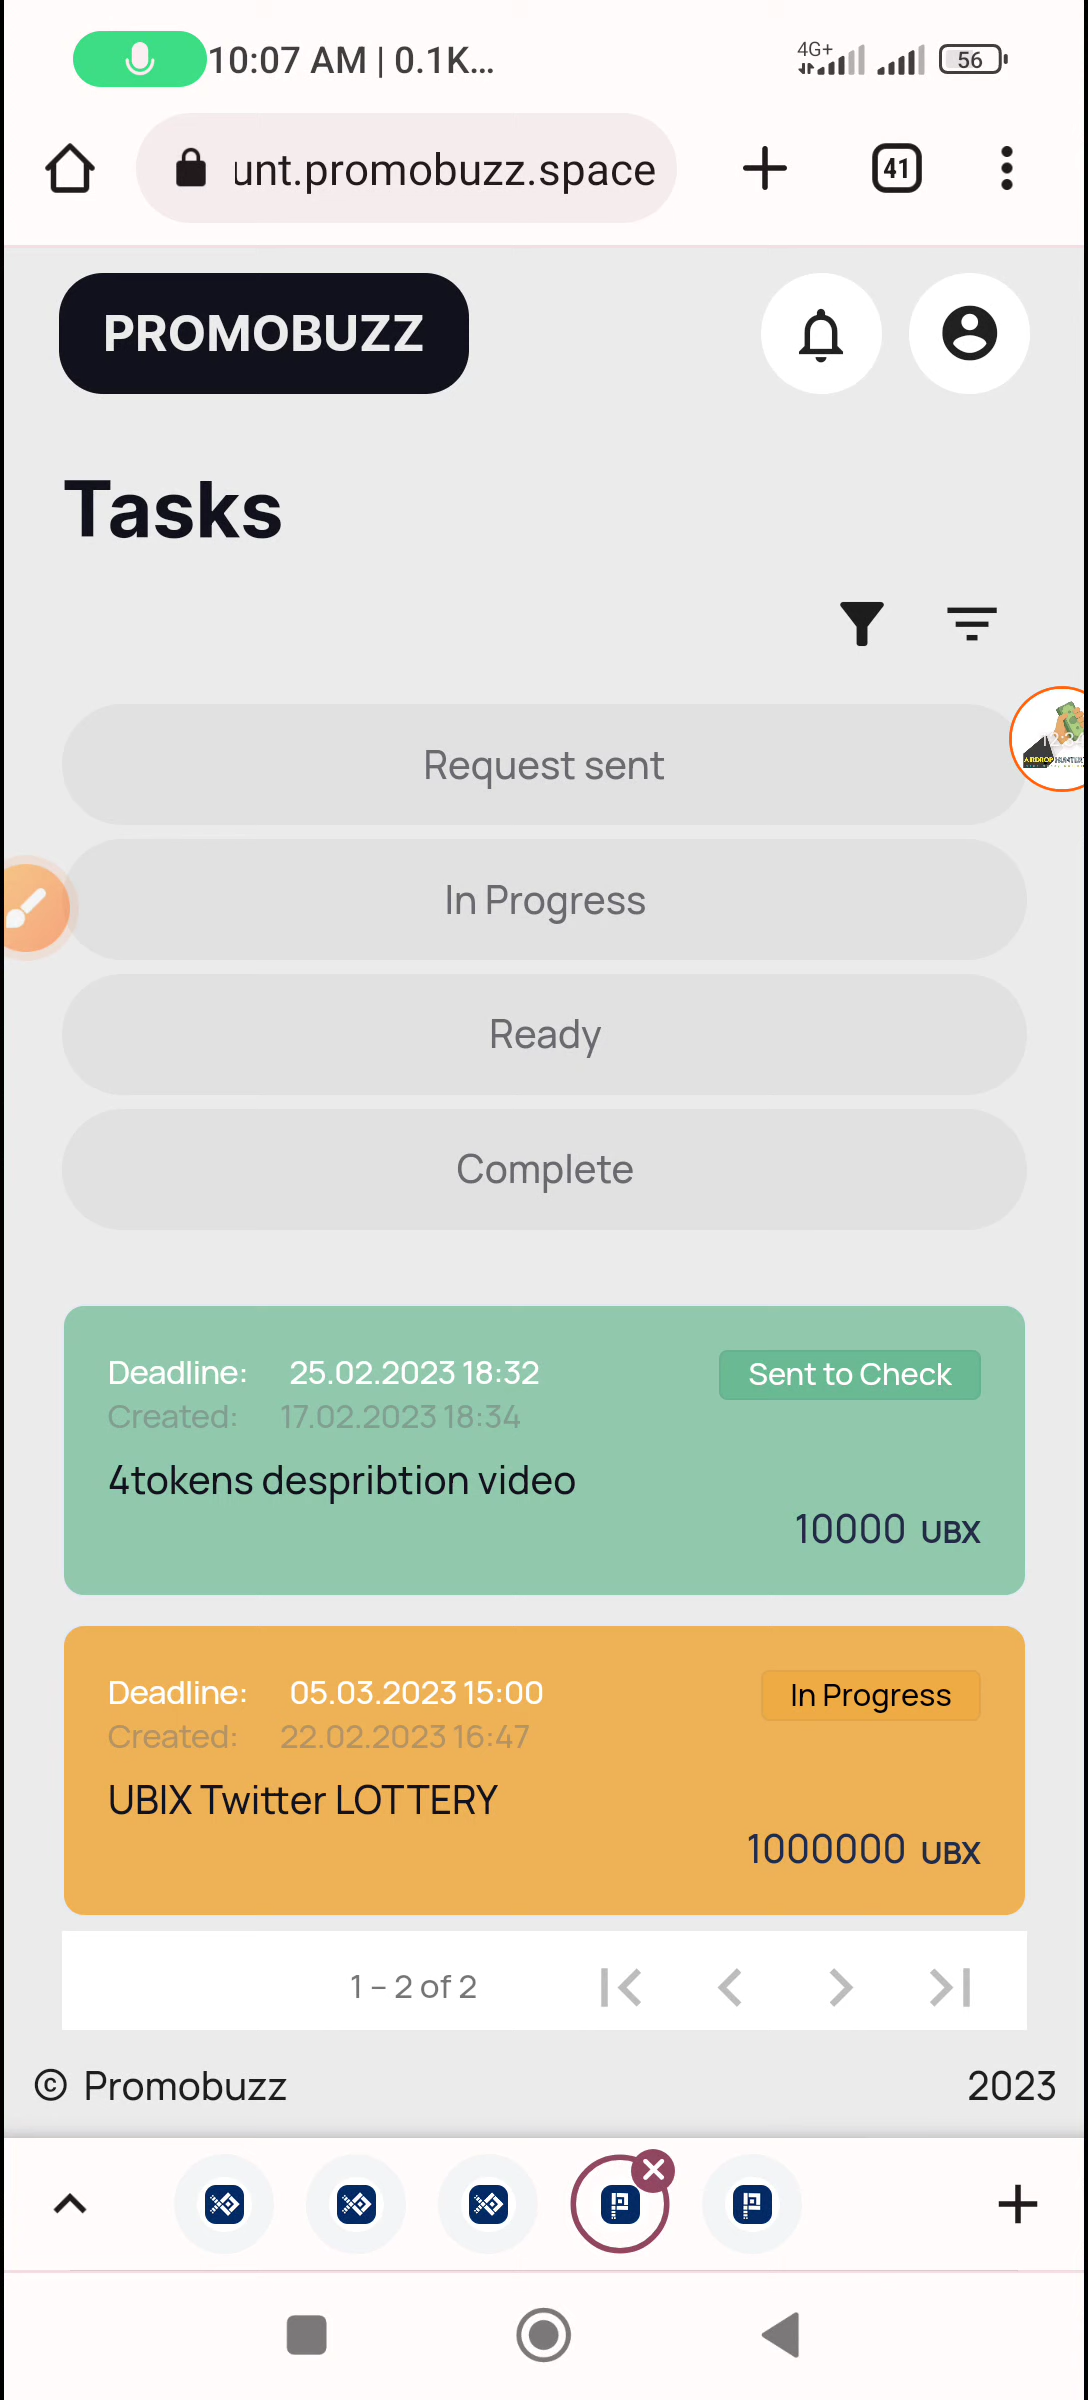 10:07 AM | 0.1K...
4G+
56
unt.promobuzz.space
41
PROMOBUZZ
Tasks
Request sent
In Progress
Ready
Complete
AIRDROP HUNTER
Deadline: 25.02.2023 18:32
Sent to Check
Created: 17.02.2023 18:34
4tokens despribtion video
10000 UBX
Deadline: 05.03.2023 15:00
In Progress
Created: 22.02.2023 16:47
UBIX Twitter LOTTERY
1000000 UBX
1 – 2 of 2
© Promobuzz
2023